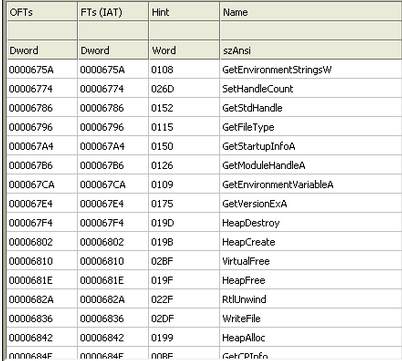 OFTs FTs (IAT) Hint Name
Dword Dword Word szAnsi
0000675A 0000675A 0108 GetEnvironmentStringsW
00006774 00006774 026D SetHandleCount
00006786 00006786 0152 GetStdHandle
00006796 00006796 0115 GetFileType
000067A4 000067A4 0150 GetStartupInfoA
000067B6 000067B6 0126 GetModuleHandleA
000067CA 000067CA 0109 GetEnvironmentVariableA
000067E4 000067E4 0175 GetVersionExA
000067F4 000067F4 019D HeapDestroy
00006802 00006802 019B HeapCreate
00006810 00006810 02BF VirtualFree
0000681E 0000681E 019F HeapFree
0000682A 0000682A 022F RtlUnwind
00006836 00006836 02DF WriteFile
00006842 00006842 0199 HeapAlloc
0000684E 0000684E 00BF GetCPInfo